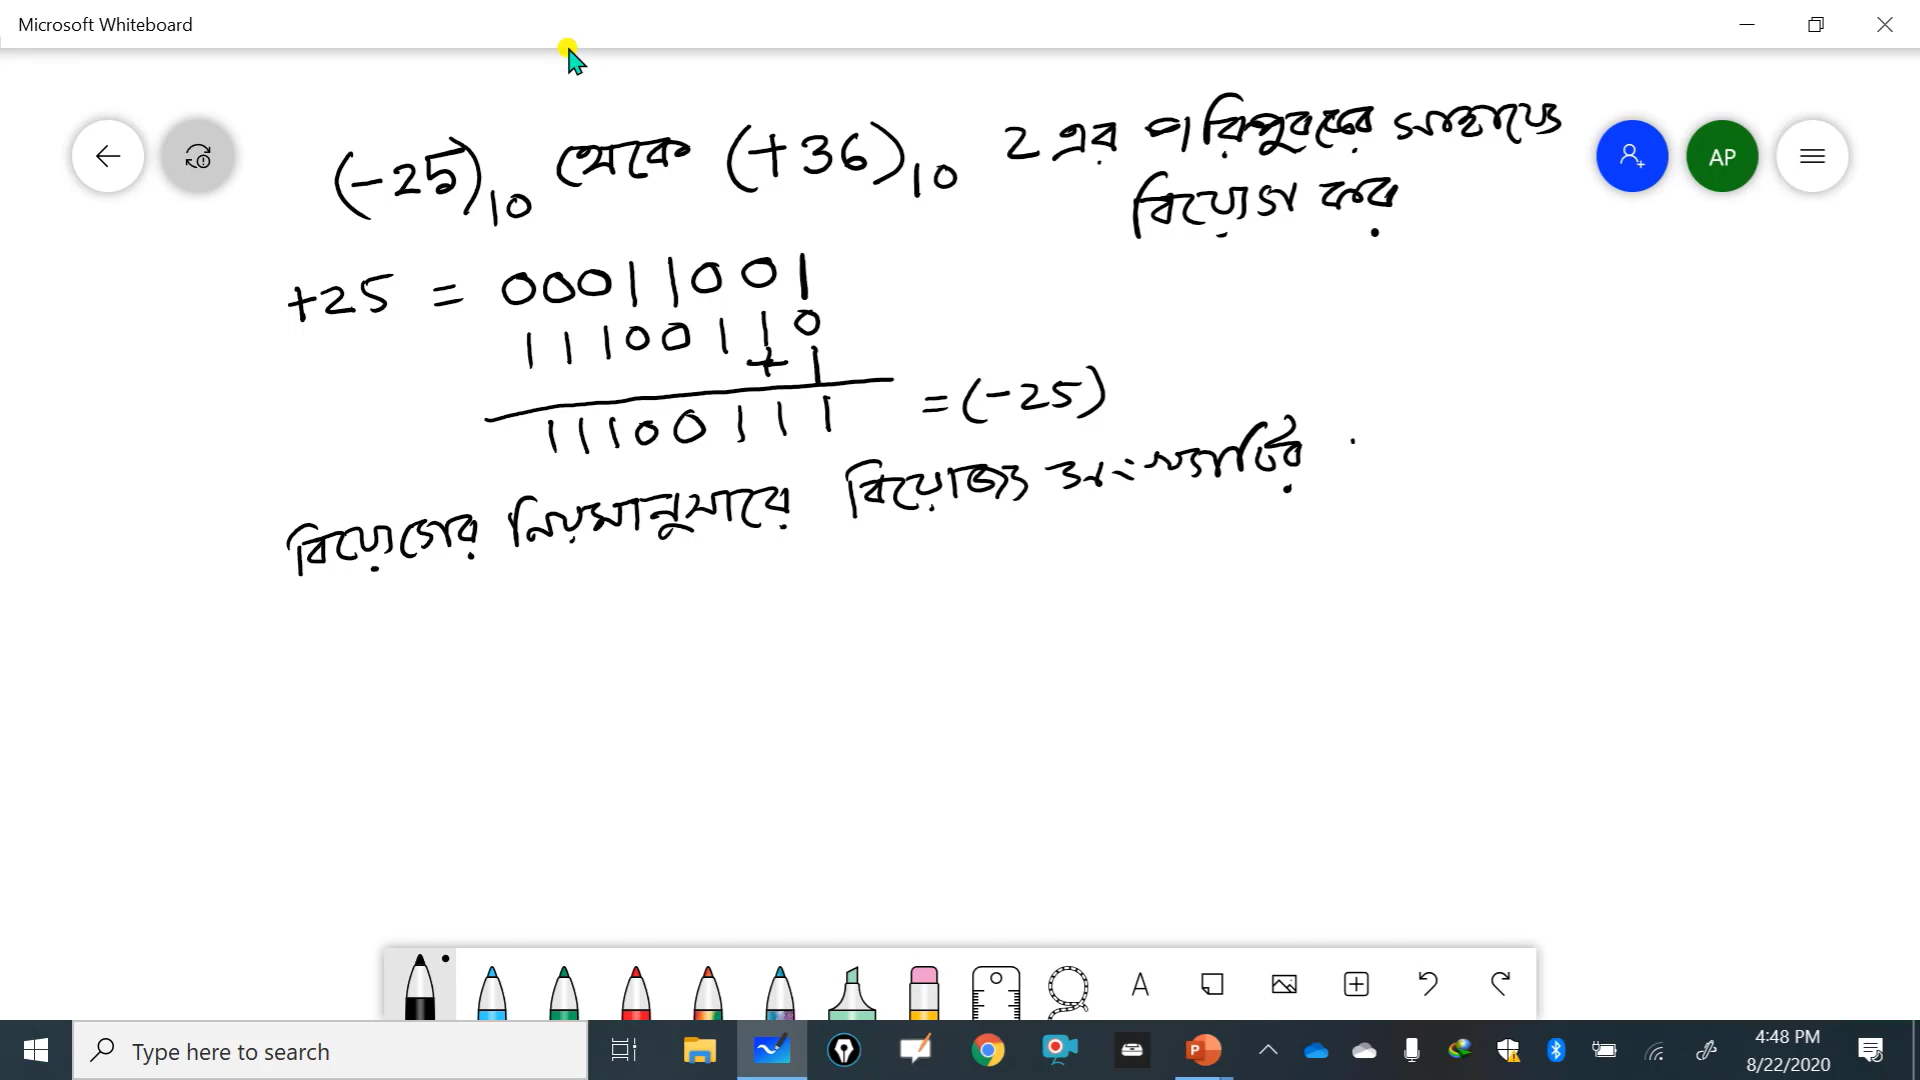 Microsoft Whiteboard
(-25)10 থেকে (+36)10 2 এর পরিপুরকের সাহায্যে
বিয়োগ কর
AP
+25 = 00011001
11100110
+1
11100111 = (-25)
বিয়োগের নিয়মানুসারে বিয়োজ্য
A
Type here to search
4:48 PM
8/22/2020